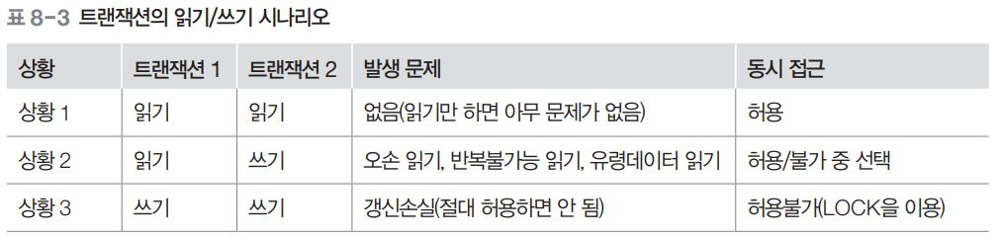 표 8-3 트랜잭션의 읽기/쓰기 시나리오
상황 트랜잭션 1 트랜잭션 2 발생 문제 동시 접근
상황 1 읽기 읽기 없음(읽기만 하면 아무 문제가 없음) 허용
상황 2 읽기 쓰기 오손 읽기, 반복불가능 읽기, 유령데이터 읽기 허용/불가 중 선택
상황 3 쓰기 쓰기 갱신손실(절대 허용하면 안 됨) 허용불가(LOCK을 이용)